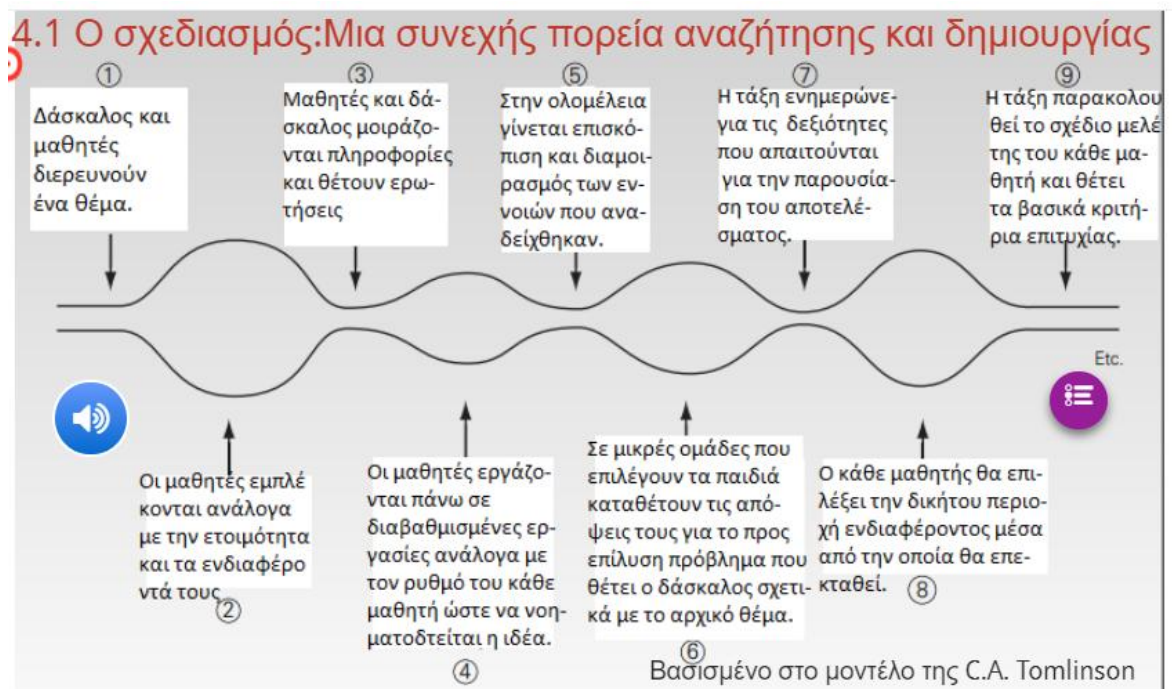 4.1 Ο σχεδιασμός:Μια συνεχής πορεία αναζήτησης και δημιουργίας
①
Δάσκαλος και
μαθητές
διερευνούν
ένα θέμα.
③
Μαθητές και δά-
σκαλος μοιράζο-
νται πληροφορίες
και θέτουν ερω-
τήσεις
⑤
Στην ολομέλεια
γίνεται επισκό-
πιση και διαμοι-
ρασμός των εν-
νοιών που ανα-
δείχθηκαν.
⑦
Η τάξη ενημερώνε-
για τις δεξιότητες
που απαιτούνται
για την παρουσία-
ση του αποτελέ-
σματος.
⑨
Η τάξη παρακολου
θεί το σχέδιο μελέ
της του κάθε μα-
θητή και θέτει
τα βασικά κριτή-
ρια επιτυχίας.
Etc.
Οι μαθητές εμπλέ
κονται ανάλογα
με την ετοιμότητα
και τα ενδιαφέρο
ντά τους
②
Οι μαθητές εργάζο-
νται πάνω σε
διαβαθμισμένες ερ-
γασίες ανάλογα με
τον ρυθμό του κάθε
μαθητή ώστε να νοη-
ματοδτείται η ιδέα.
④
Σε μικρές ομάδες που
επιλέγουν τα παιδιά
καταθέτουν τις από-
ψεις τους για το προς
επίλυση πρόβλημα που
θέτει ο δάσκαλος σχετι-
κά με το αρχικό θέμα.
⑥
Ο κάθε μαθητής θα επι-
λέξει την δικήτου περιο-
χή ενδιαφέροντος μέσα
από την οποία θα επε-
κταθεί.
⑧
Βασισμένο στο μοντέλο της C.A. Tomlinson